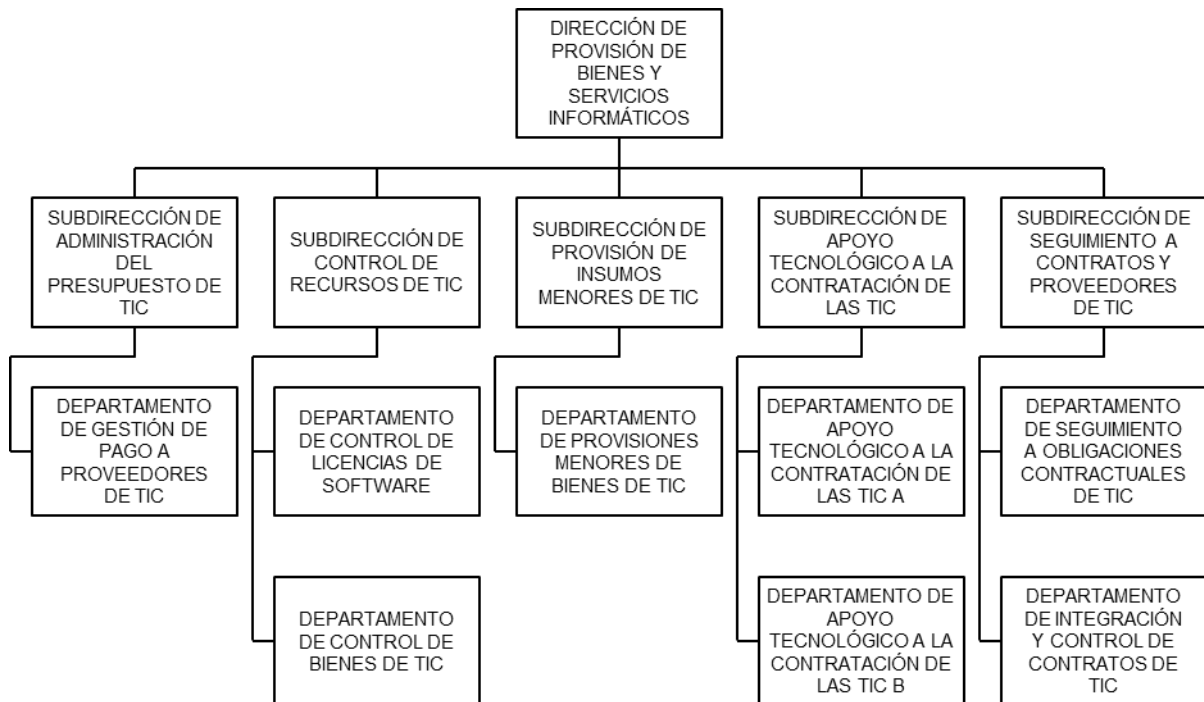 DIRECCIÓN DE
PROVISIÓN DE
BIENES Y
SERVICIOS
INFORMÁTICOS
SUBDIRECCIÓN DE
ADMINISTRACIÓN
DEL
PRESUPUESTO DE
TIC
SUBDIRECCIÓN DE
CONTROL DE
RECURSOS DE TIC
SUBDIRECCIÓN DE
PROVISIÓN DE
INSUMOS
MENORES DE TIC
SUBDIRECCIÓN DE
APOYO
TECNOLÓGICO A LA
CONTRATACIÓN DE
LAS TIC
SUBDIRECCIÓN DE
SEGUIMIENTO A
CONTRATOS Y
PROVEEDORES
DE TIC
DEPARTAMENTO
DE GESTIÓN DE
PAGO A
PROVEEDORES
DE TIC
DEPARTAMENTO
DE CONTROL DE
LICENCIAS DE
SOFTWARE
DEPARTAMENTO
DE PROVISIONES
MENORES DE
BIENES DE TIC
DEPARTAMENTO DE
APOYO
TECNOLÓGICO A LA
CONTRATACIÓN DE
LAS TIC A
DEPARTAMENTO
DE SEGUIMIENTO
A OBLIGACIONES
CONTRACTUALES
DE TIC
DEPARTAMENTO
DE CONTROL DE
BIENES DE TIC
DEPARTAMENTO DE
APOYO
TECNOLÓGICO A LA
CONTRATACIÓN DE
LAS TIC B
DEPARTAMENTO
DE INTEGRACIÓN
Y CONTROL DE
CONTRATOS DE
TIC